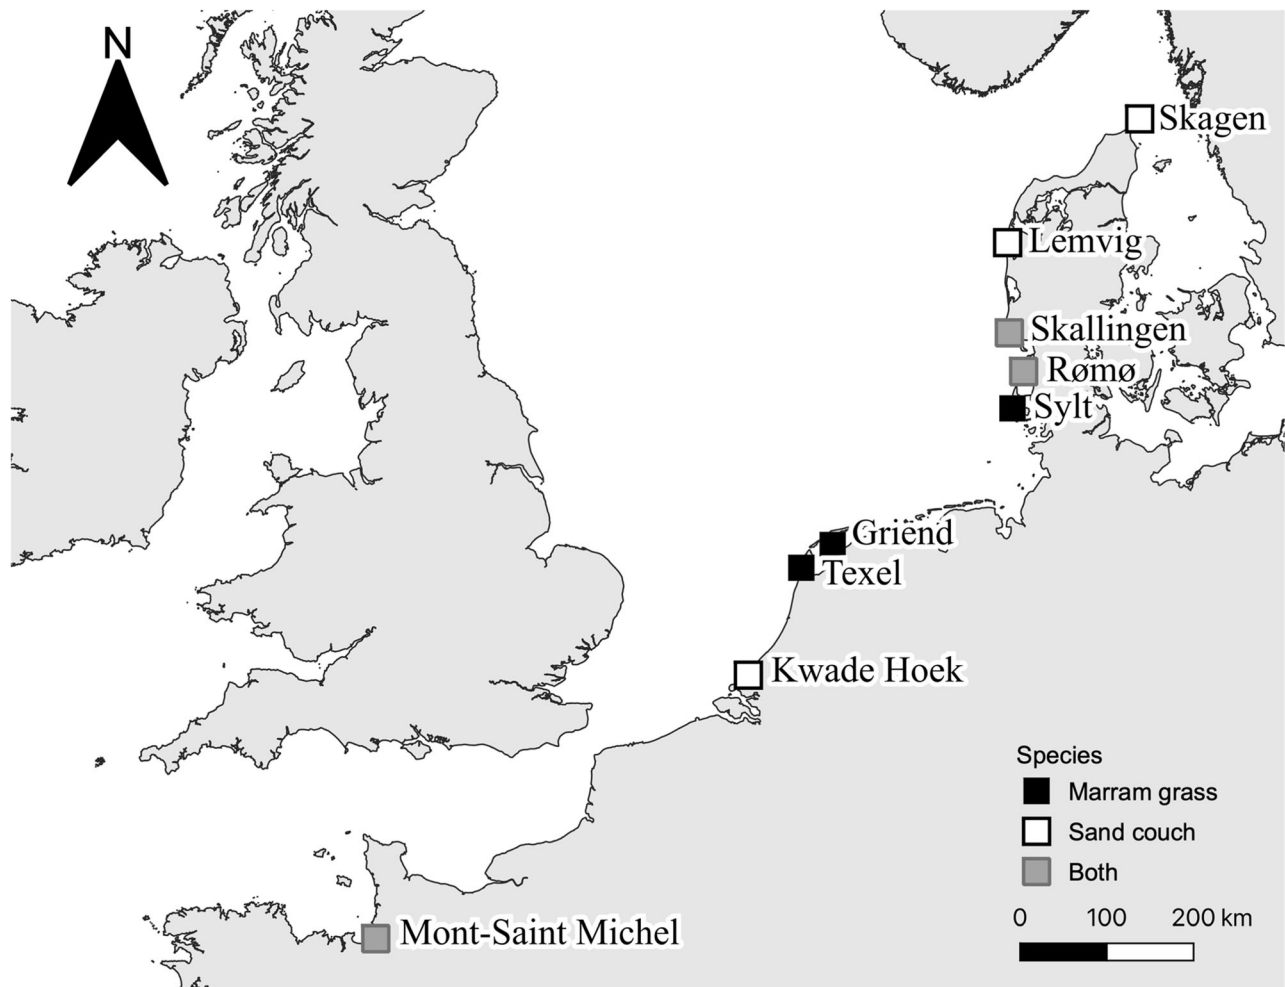 N
Skagen
Lemvig
Skallingen
Rømø
Sylt
Griend
Texel
Kwade Hoek
Mont-Saint Michel
Species
Marram grass
Sand couch
Both
0 100 200 km